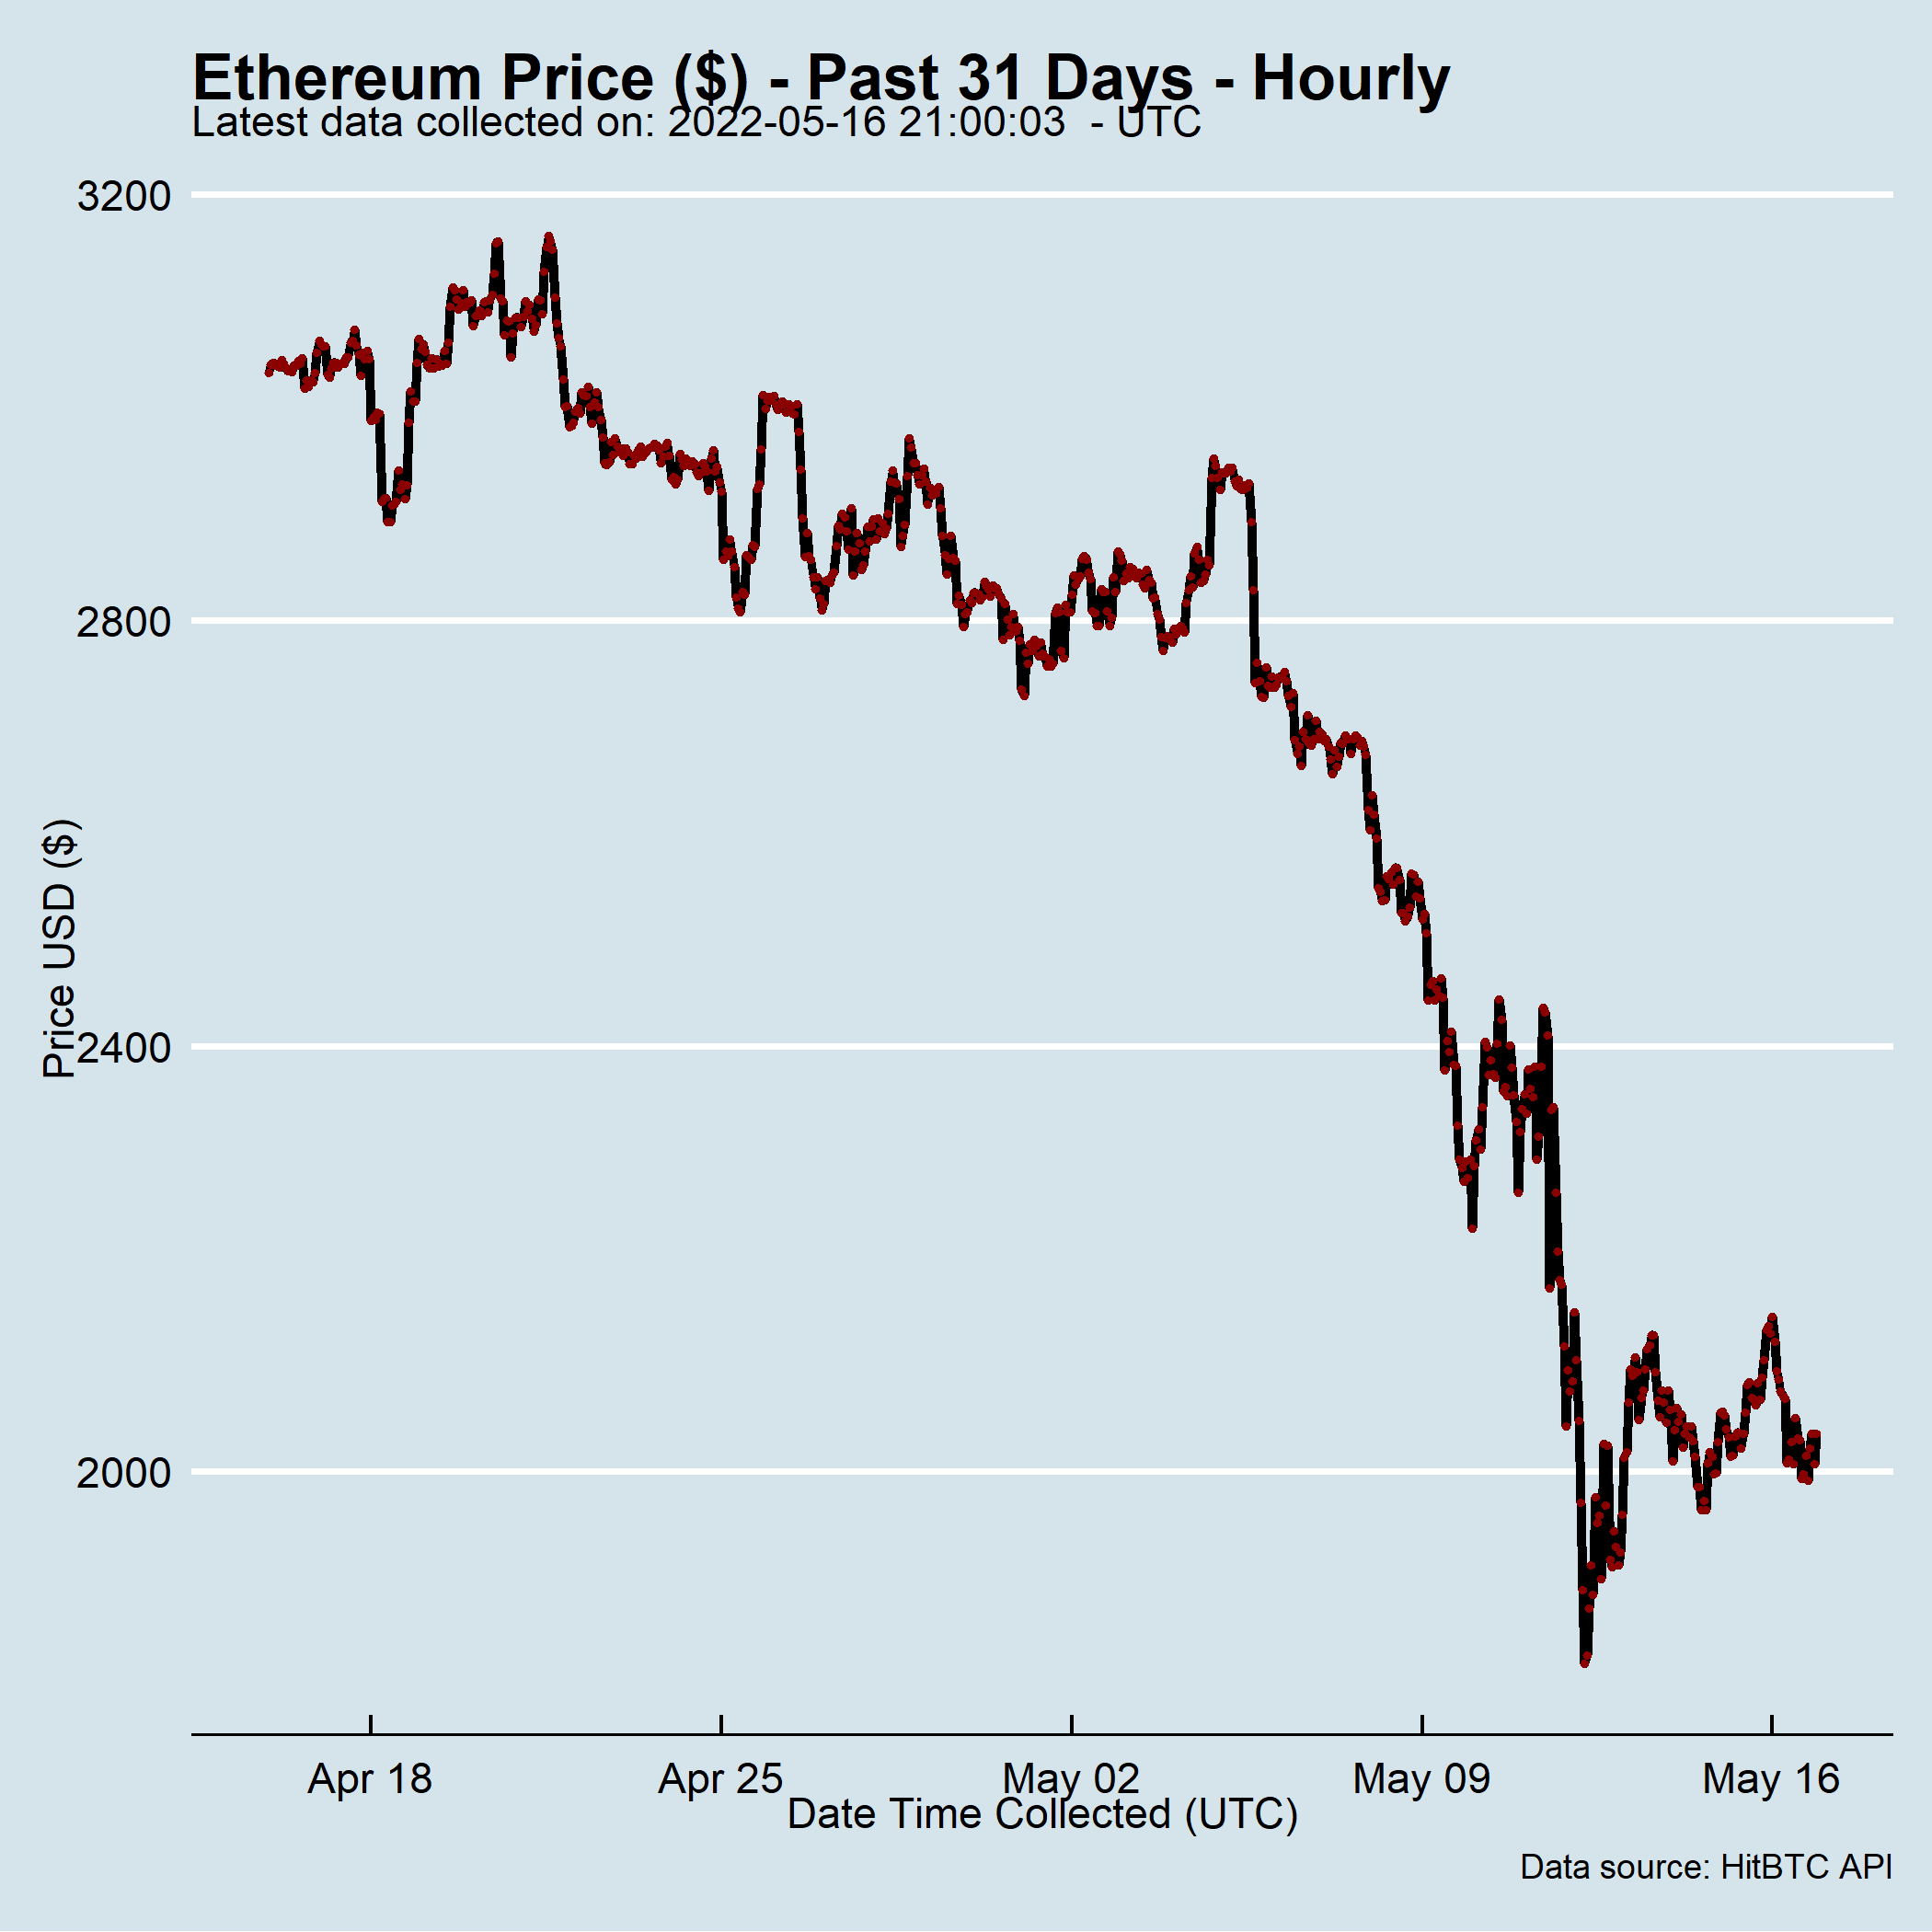 Ethereum Price ($) - Past 31 Days - Hourly
Latest data collected on: 2022-05-16 21:00:03  - UTC
3200
2800
2400
2000
Price USD ($)
Apr 18
Apr 25
May 02
May 09
May 16
Date Time Collected (UTC)
Data source: HitBTC API